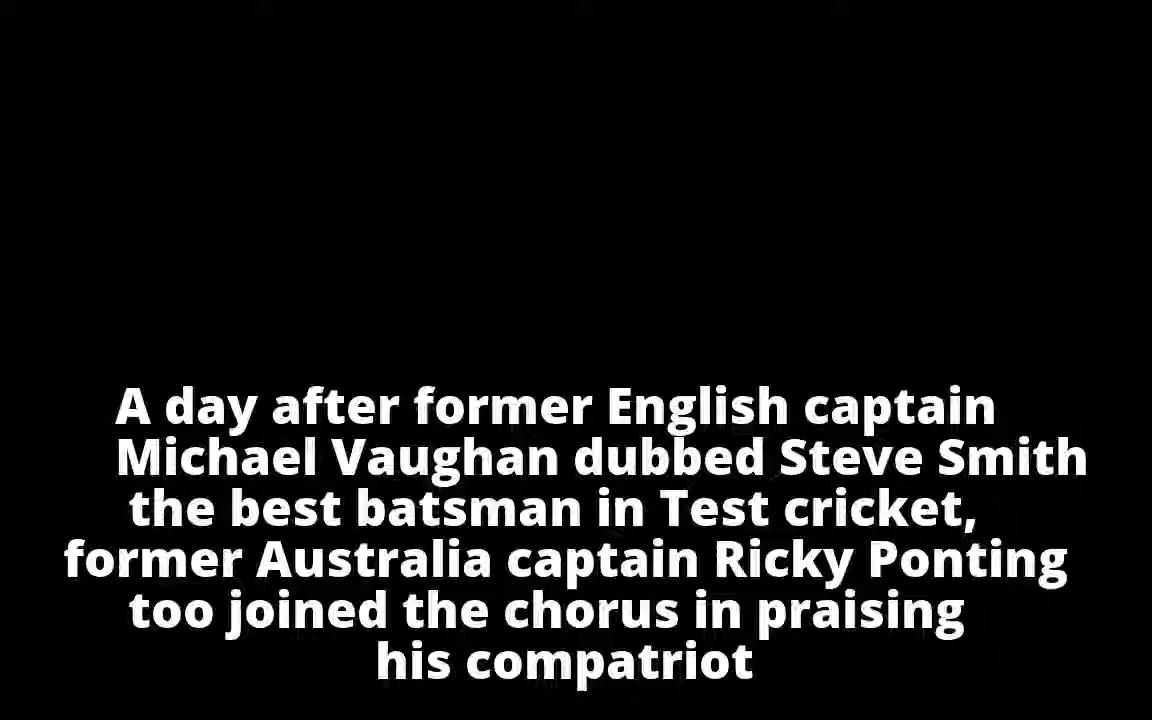 A day after former English captain
Michael Vaughan dubbed Steve Smith
the best batsman in Test cricket,
former Australia captain Ricky Ponting
too joined the chorus in praising
his compatriot